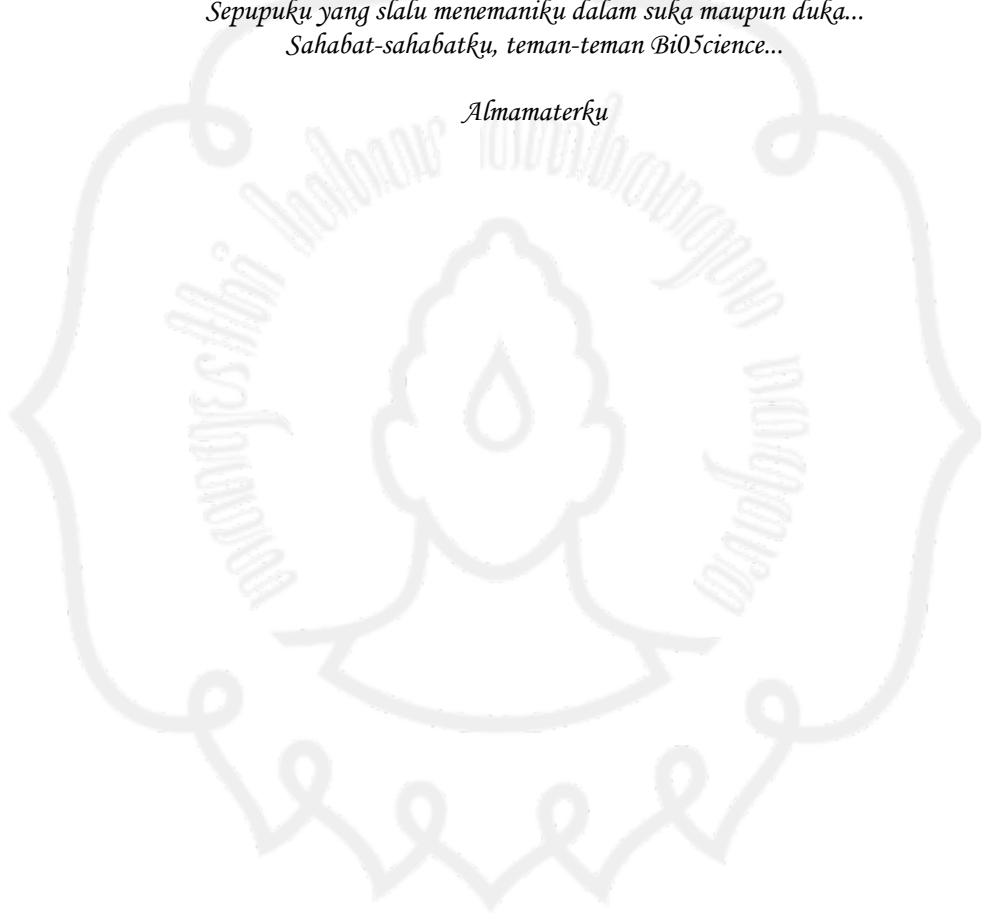 Sepupuku yang slalu menemaniku dalam suka maupun duka...
Sahabat-sahabatku, teman-teman Bi05cience...
Almamaterku